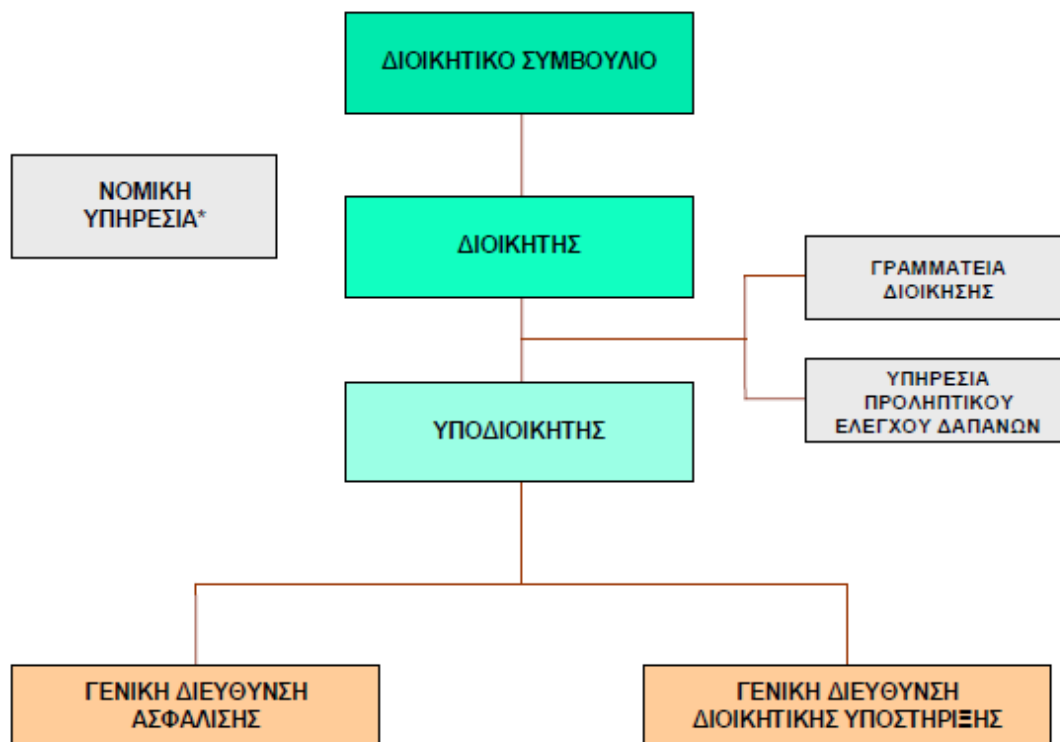 ΔΙΟΙΚΗΤΙΚΟ ΣΥΜΒΟΥΛΙΟ
ΝΟΜΙΚΗ
ΥΠΗΡΕΣΙΑ*
ΔΙΟΙΚΗΤΗΣ
ΓΡΑΜΜΑΤΕΙΑ
ΔΙΟΙΚΗΣΗΣ
ΥΠΗΡΕΣΙΑ
ΠΡΟΛΗΠΤΙΚΟΥ
ΕΛΕΓΧΟΥ ΔΑΠΑΝΩΝ
ΥΠΟΔΙΟΙΚΗΤΗΣ
ΓΕΝΙΚΗ ΔΙΕΥΘΥΝΣΗ
ΑΣΦΑΛΙΣΗΣ
ΓΕΝΙΚΗ ΔΙΕΥΘΥΝΣΗ
ΔΙΟΙΚΗΤΙΚΗΣ ΥΠΟΣΤΗΡΙΞΗΣ